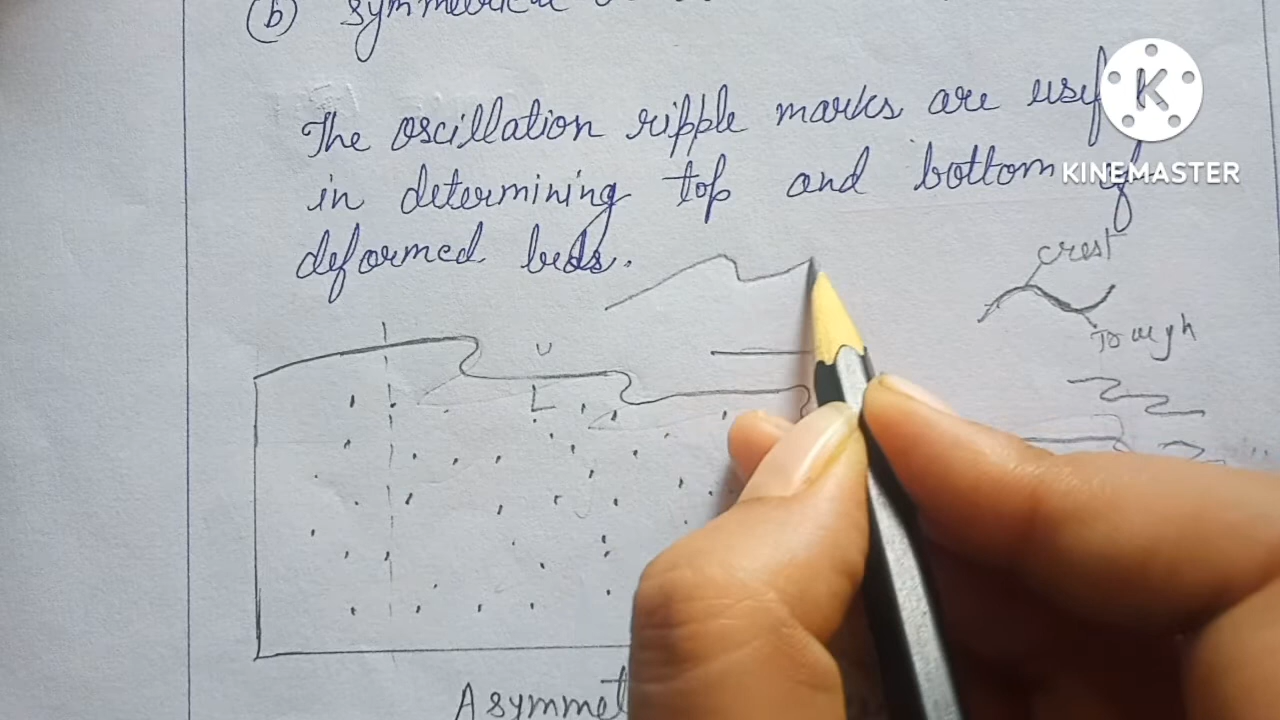 (b) Symmetrical
The oscillation ripple marks are usef
in determining top and bottom of
deformed beds.
crest
Trough
U
L
Asymmet
K
KINEMASTER